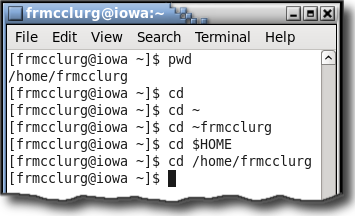 frmcclurg@iowa:~
File Edit View Search Terminal Help
[frmcclurg@iowa ~]$ pwd
/home/frmcclurg
[frmcclurg@iowa ~]$ cd
[frmcclurg@iowa ~]$ cd ~
[frmcclurg@iowa ~]$ cd ~frmcclurg
[frmcclurg@iowa ~]$ cd $HOME
[frmcclurg@iowa ~]$ cd /home/frmcclurg
[frmcclurg@iowa ~]$